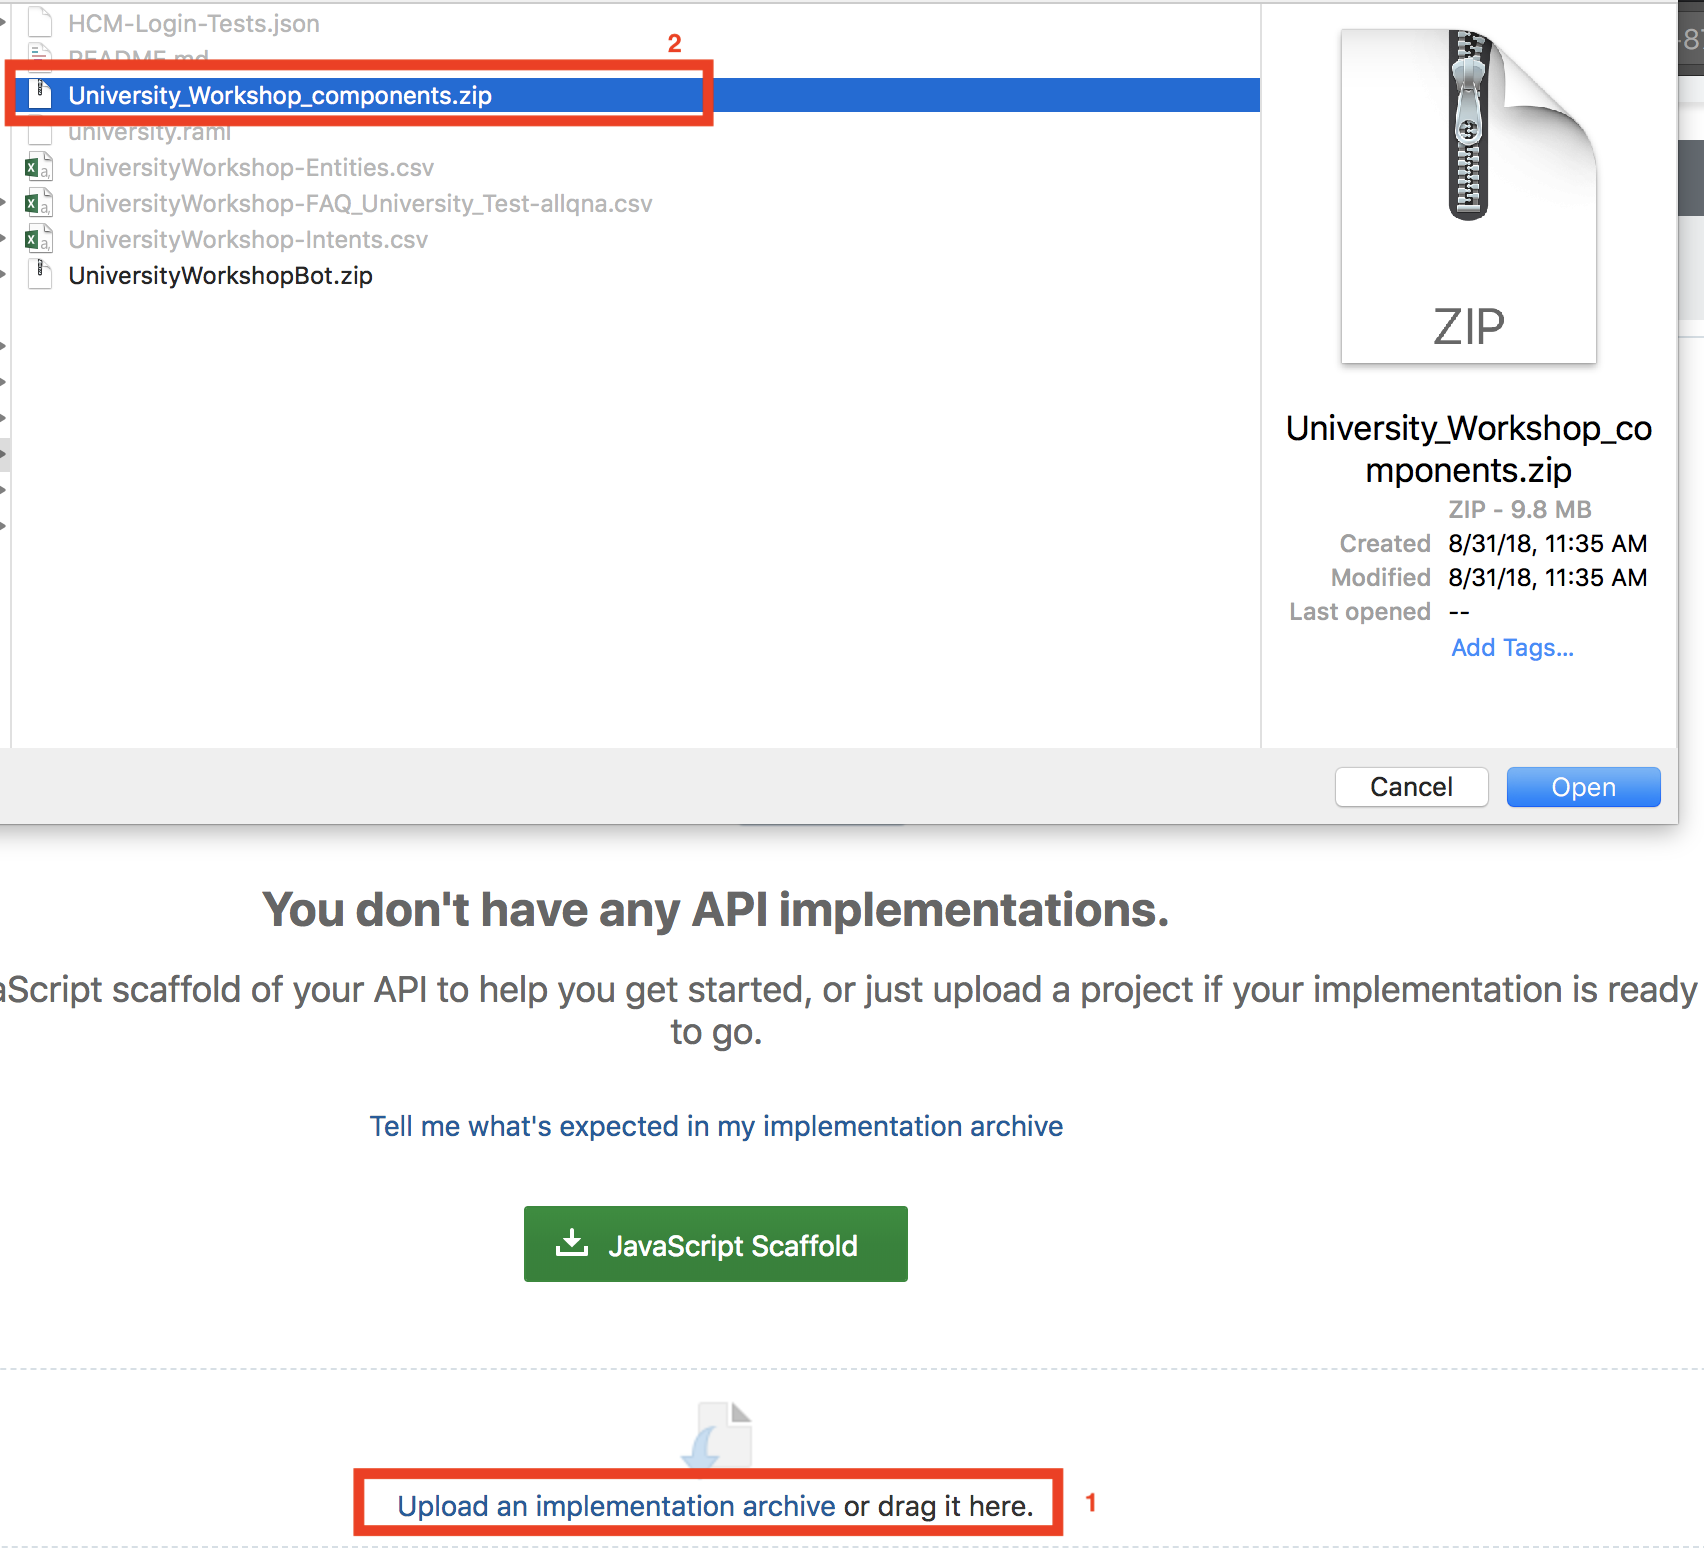 HCM-Login-Tests.json
README.md
2
University_Workshop_components.zip
university.raml
UniversityWorkshop-Entities.csv
UniversityWorkshop-FAQ_University_Test-allqna.csv
UniversityWorkshop-Intents.csv
UniversityWorkshopBot.zip
ZIP
University_Workshop_co
mponents.zip
ZIP - 9.8 MB
Created 8/31/18, 11:35 AM
Modified 8/31/18, 11:35 AM
Last opened --
Add Tags...
Cancel
Open
You don't have any API implementations.
aScript scaffold of your API to help you get started, or just upload a project if your implementation is ready
to go.
Tell me what's expected in my implementation archive
JavaScript Scaffold
Upload an implementation archive or drag it here.
1